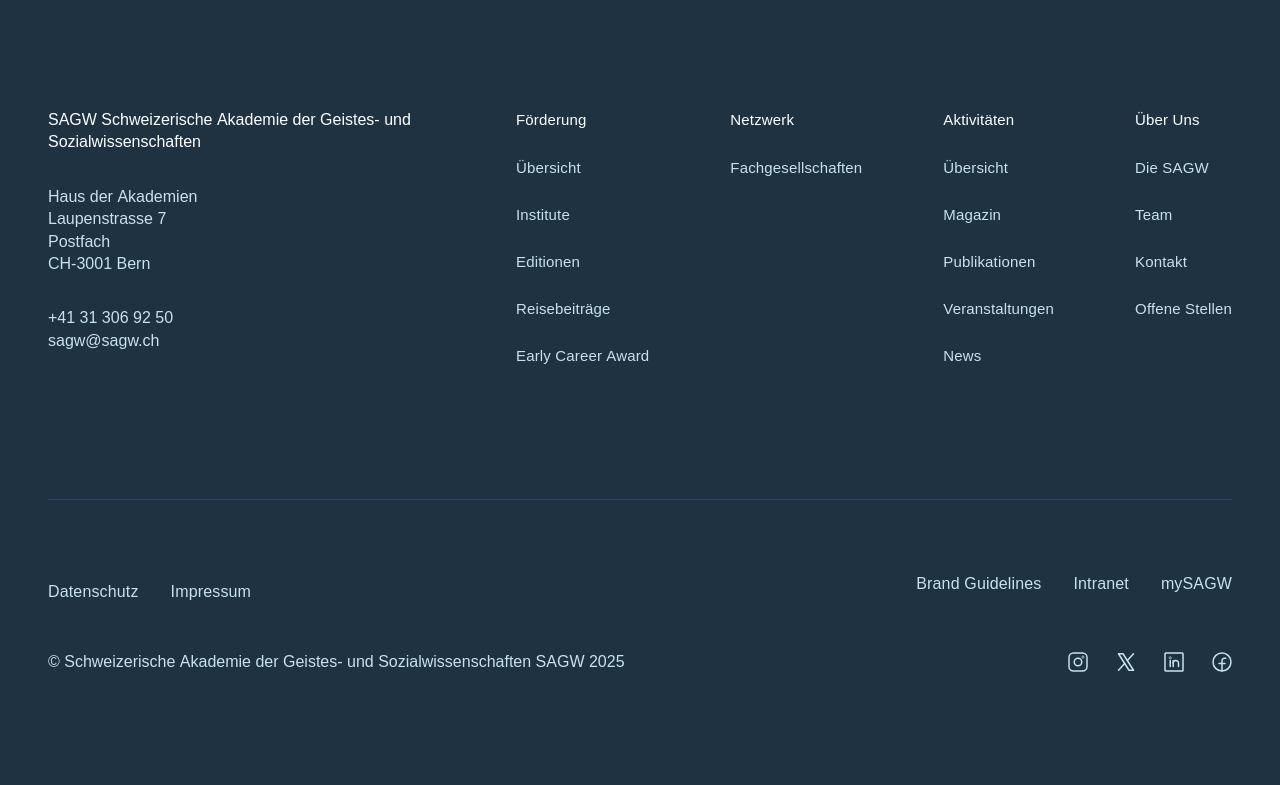 SAGW Schweizerische Akademie der Geistes- und
Sozialwissenschaften
Haus der Akademien
Laupenstrasse 7
Postfach
CH-3001 Bern
+41 31 306 92 50
sagw@sagw.ch
Förderung
Übersicht
Institute
Editionen
Reisebeiträge
Early Career Award
Netzwerk
Fachgesellschaften
Aktivitäten
Übersicht
Magazin
Publikationen
Veranstaltungen
News
Über Uns
Die SAGW
Team
Kontakt
Offene Stellen
Datenschutz
Impressum
Brand Guidelines
Intranet
mySAGW
© Schweizerische Akademie der Geistes- und Sozialwissenschaften SAGW 2025